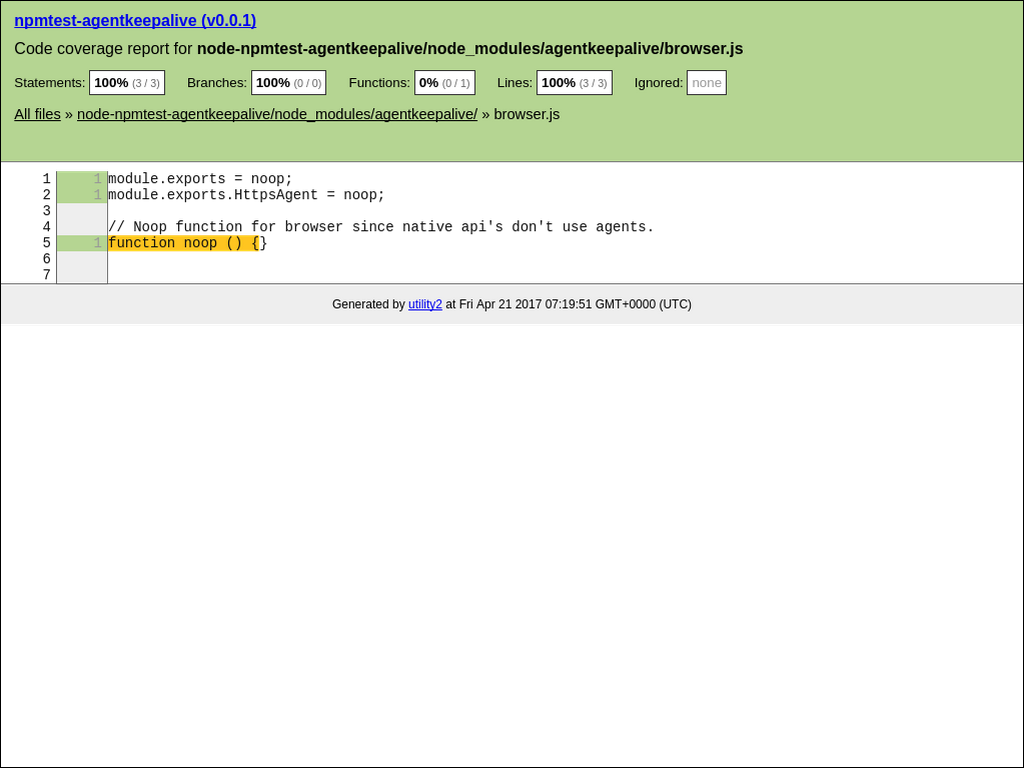 npmtest-agentkeepalive (v0.0.1)
Code coverage report for node-npmtest-agentkeepalive/node_modules/agentkeepalive/browser.js
Statements: 100% (3 / 3) Branches: 100% (0 / 0) Functions: 0% (0 / 1) Lines: 100% (3 / 3) Ignored: none
All files » node-npmtest-agentkeepalive/node_modules/agentkeepalive/ » browser.js
1 1 module.exports = noop;
2 1 module.exports.HttpsAgent = noop;
3
4 // Noop function for browser since native api's don't use agents.
5 1 function noop () {}
6
7
Generated by utility2 at Fri Apr 21 2017 07:19:51 GMT+0000 (UTC)